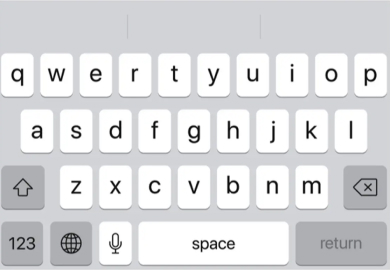 q w e r t y u i o p
a s d f g h j k l
z x c v b n m
123 space return